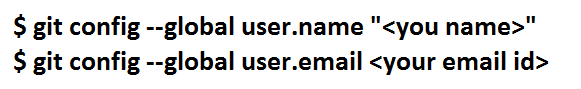 $ git config --global user.name "<you name>"
$ git config --global user.email <your email id>